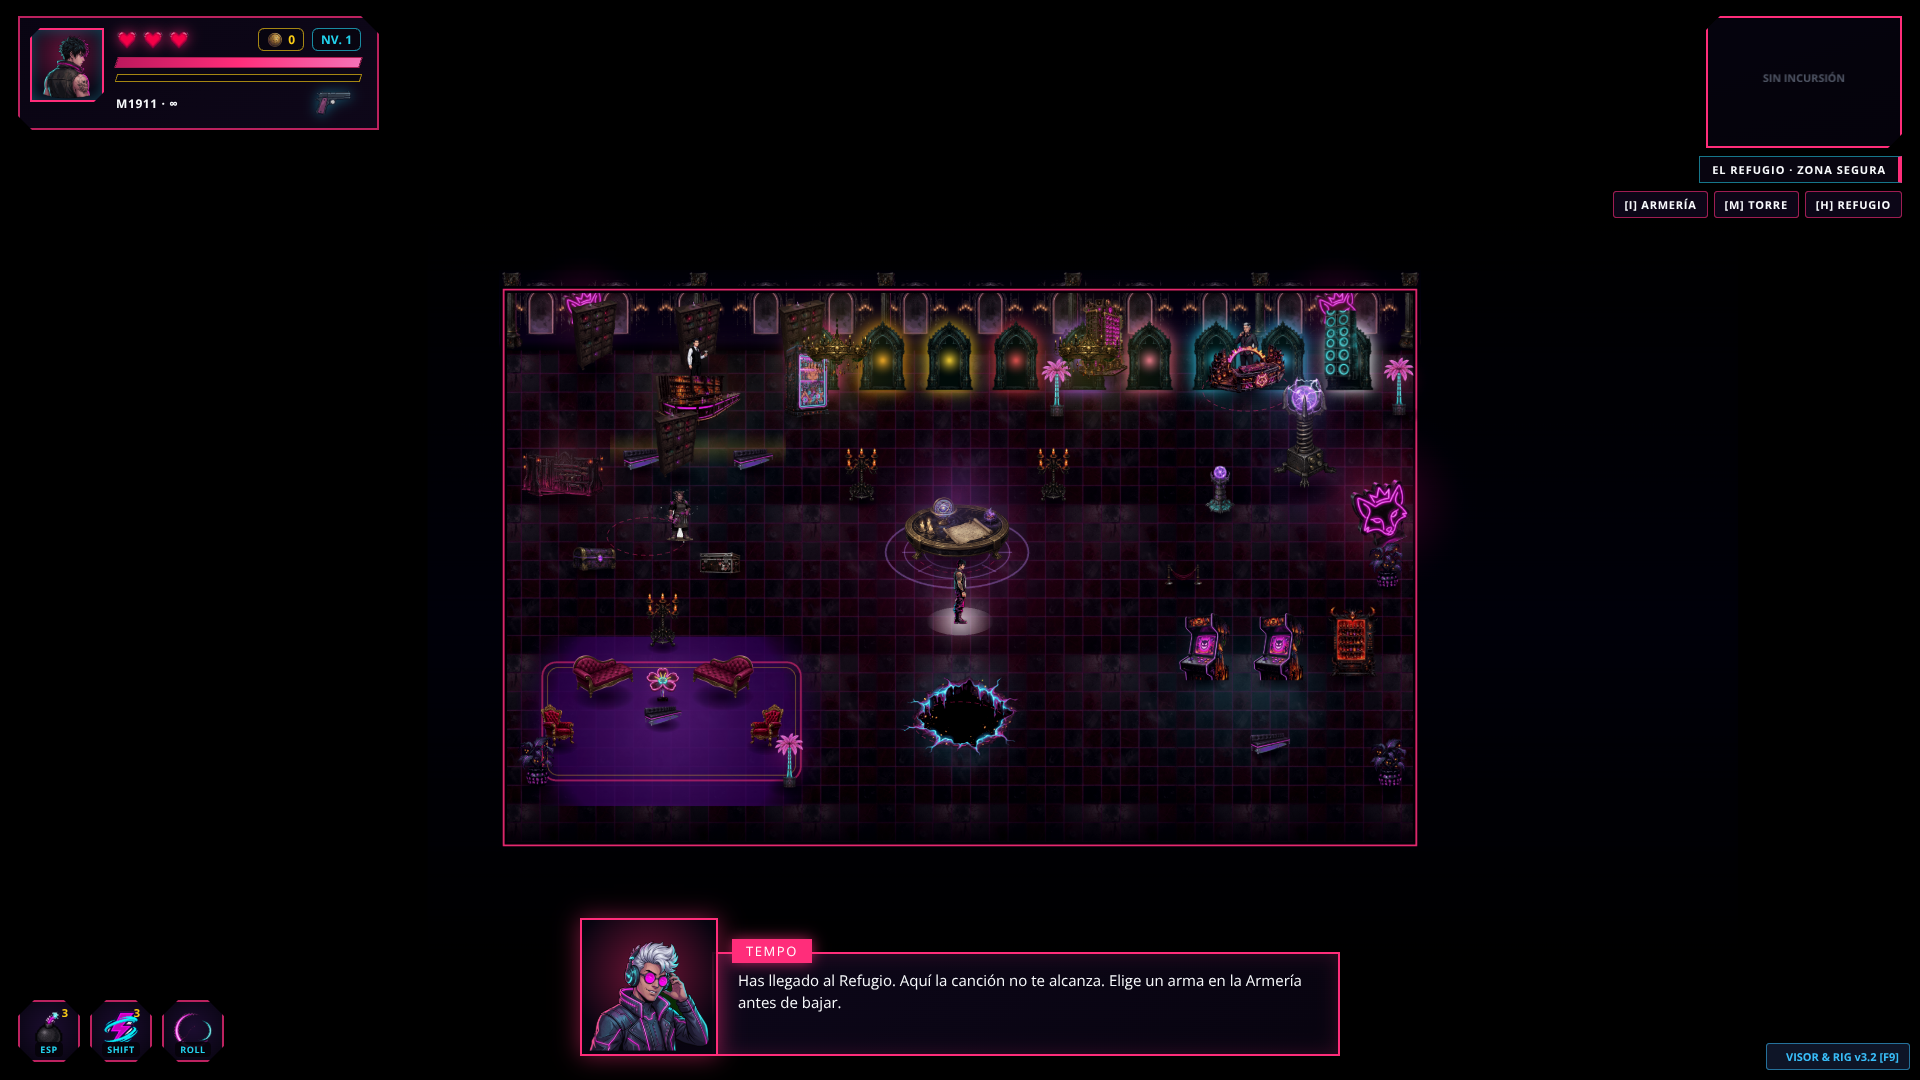 0
NV. 1
M1911 · ∞
SIN INCURSIÓN
EL REFUGIO · ZONA SEGURA
[I] ARMERÍA
[M] TORRE
[H] REFUGIO
TEMPO
Has llegado al Refugio. Aquí la canción no te alcanza. Elige un arma en la Armería
antes de bajar.
3
ESP
3
SHIFT
ROLL
VISOR & RIG v3.2 [F9]